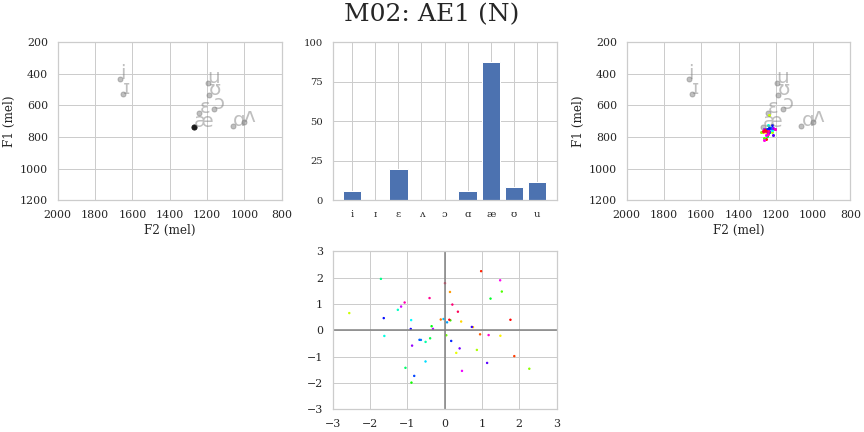 M02: AE1 (N)
200
400
600
800
1000
1200
F1 (mel)
2000 1800 1600 1400 1200 1000 800
F2 (mel)
i
ɪ
u
ʊ
ɛ
ɔ
æ
ɑ
ʌ
100
75
50
25
0
i ɪ ɛ ʌ ɔ ɑ æ ʊ u
200
400
600
800
1000
1200
F1 (mel)
2000 1800 1600 1400 1200 1000 800
F2 (mel)
i
ɪ
u
ʊ
ɛ
ɔ
æ
ɑ
ʌ
3
2
1
0
−1
−2
−3
−3 −2 −1 0 1 2 3